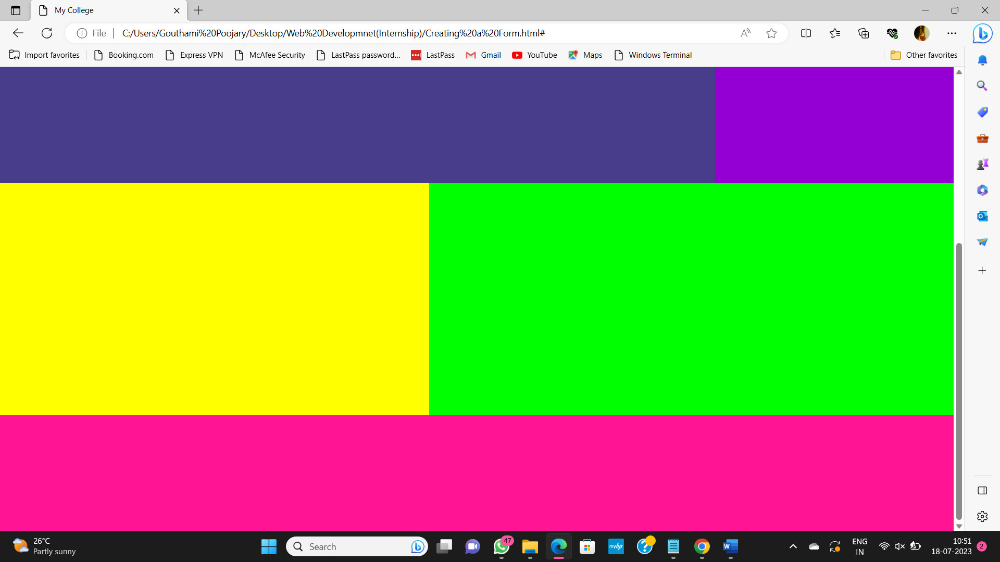 My College
File
C:/Users/Gouthami%20Poojary/Desktop/Web%20Developmnet(Internship)/Creating%20a%20Form.html#
Import favorites Booking.com Express VPN McAfee Security LastPass password... LastPass Gmail YouTube Maps Windows Terminal Other favorites
26°C
Partly sunny
Search
47
myhp
ENG
IN
10:51
18-07-2023
2